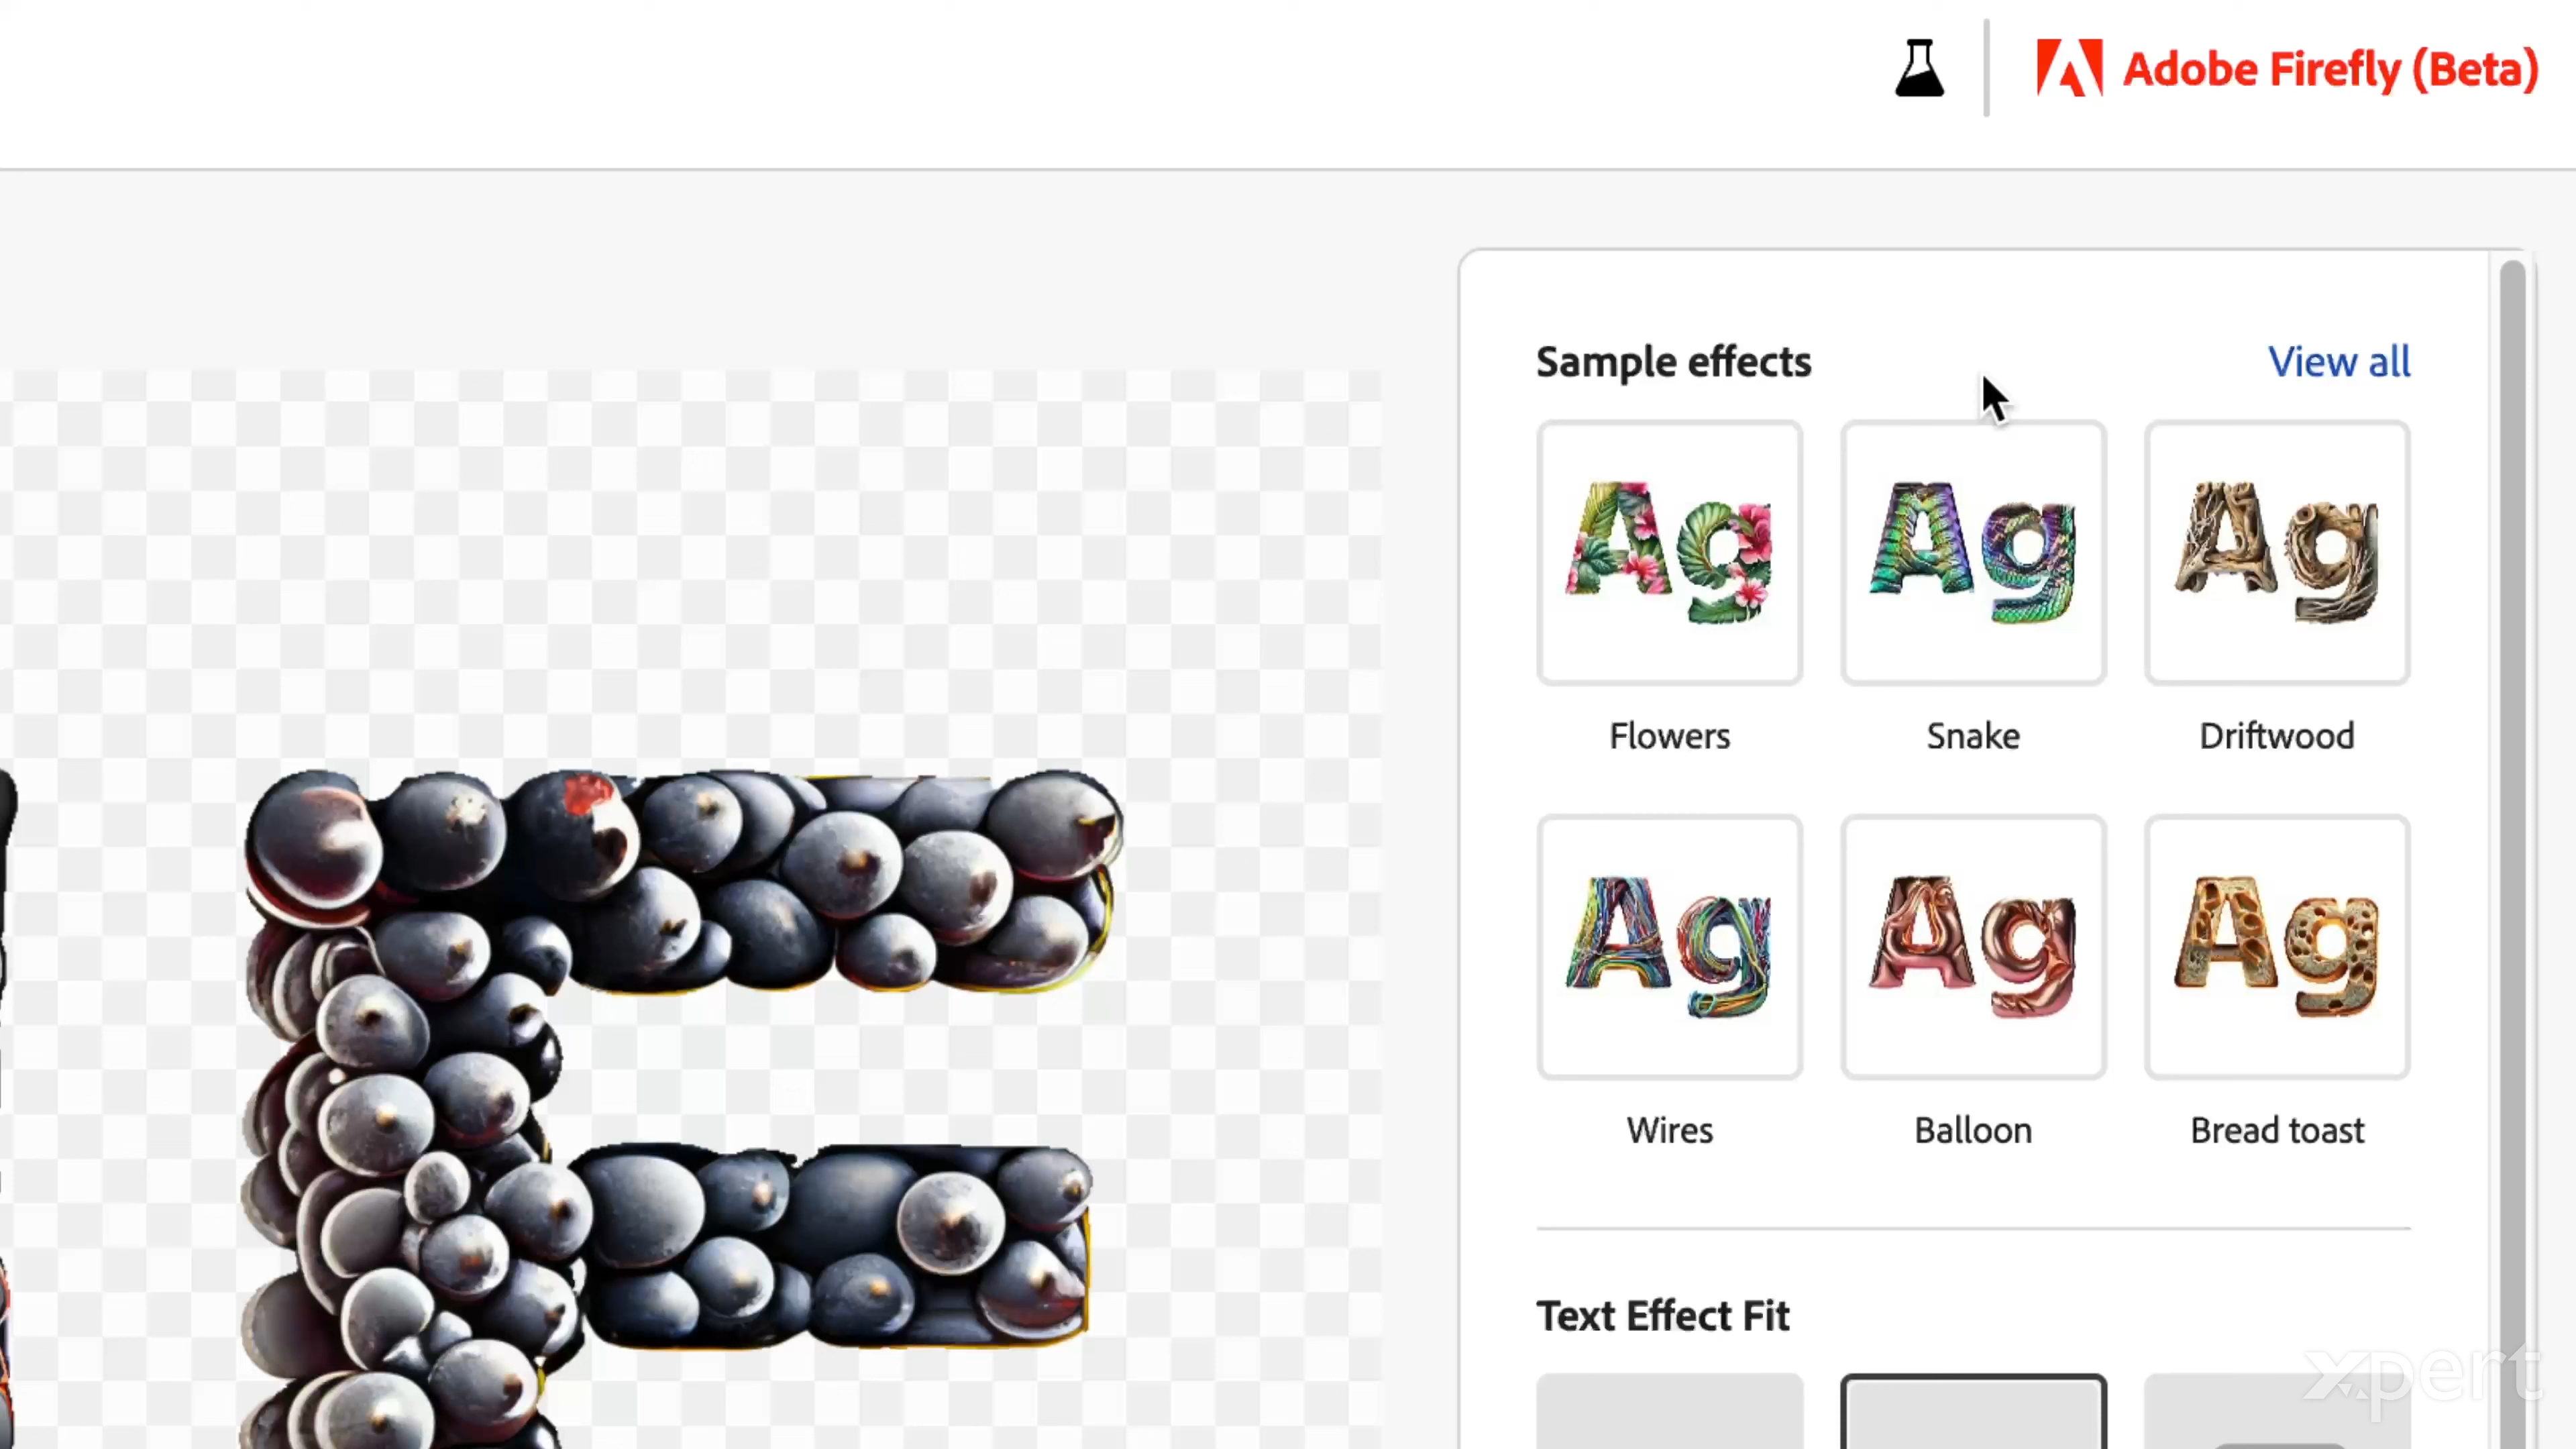 Adobe Firefly (Beta)
Sample effects
View all
Ag
Ag
Ag
Flowers
Snake
Driftwood
Ag
Ag
Ag
Wires
Balloon
Bread toast
Text Effect Fit
xpert